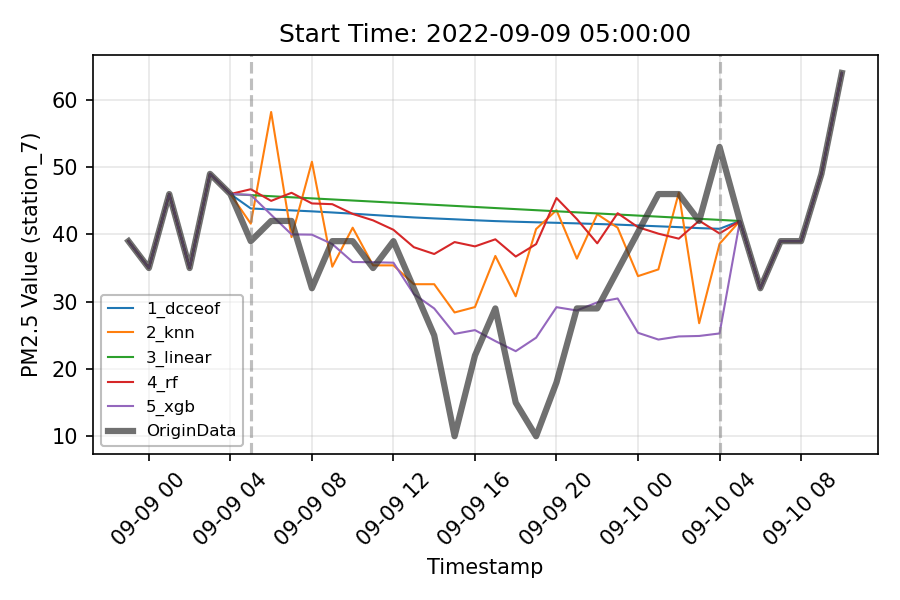 Start Time: 2022-09-09 05:00:00
PM2.5 Value (station_7)
60
50
40
30
20
10
1_dcceof
2_knn
3_linear
4_rf
5_xgb
OriginData
09-09 00
09-09 04
09-09 08
09-09 12
09-09 16
09-09 20
09-10 00
09-10 04
09-10 08
Timestamp